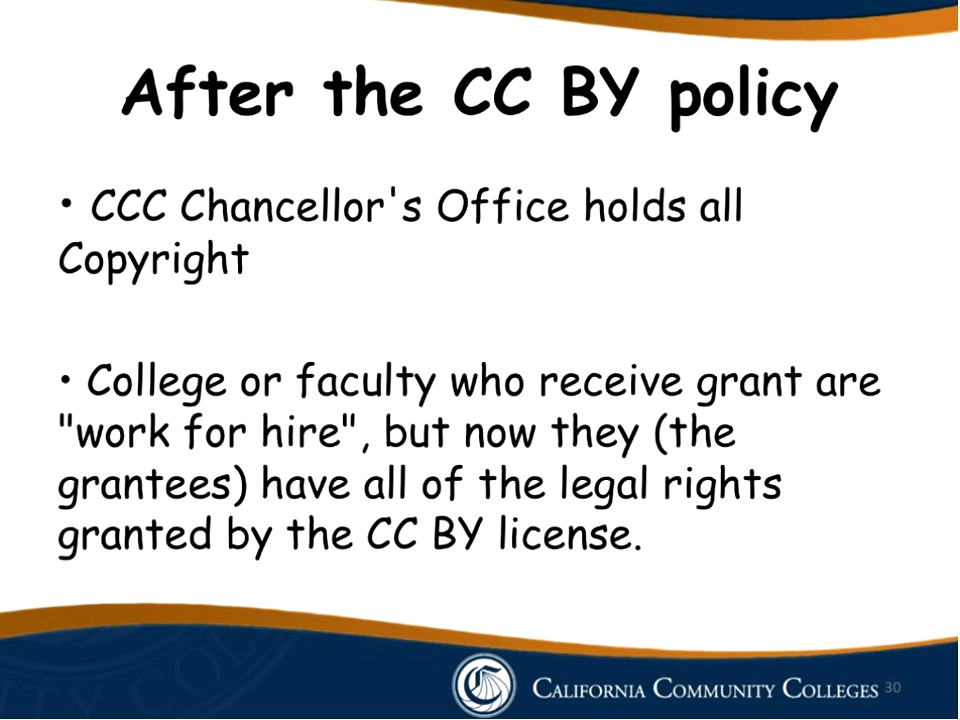 After the CC BY policy
• CCC Chancellor's Office holds all
Copyright
• College or faculty who receive grant are
"work for hire", but now they (the
grantees) have all of the legal rights
granted by the CC BY license.
CALIFORNIA COMMUNITY COLLEGES 30